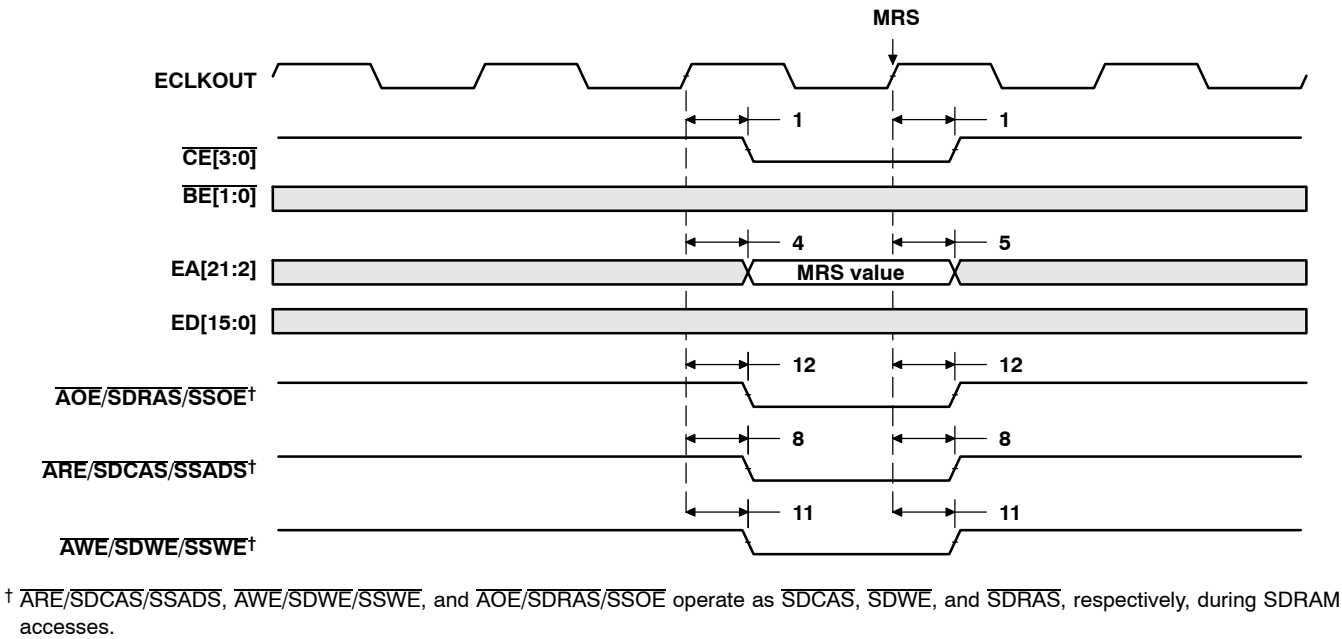 MRS
ECLKOUT
1 1
CE[3:0]
BE[1:0]
4 5
EA[21:2] MRS value
ED[15:0]
12 12
AOE/SDRAS/SSOE†
8 8
ARE/SDCAS/SSADS†
11 11
AWE/SDWE/SSWE†
† ARE/SDCAS/SSADS, AWE/SDWE/SSWE, and AOE/SDRAS/SSOE operate as SDCAS, SDWE, and SDRAS, respectively, during SDRAM
accesses.